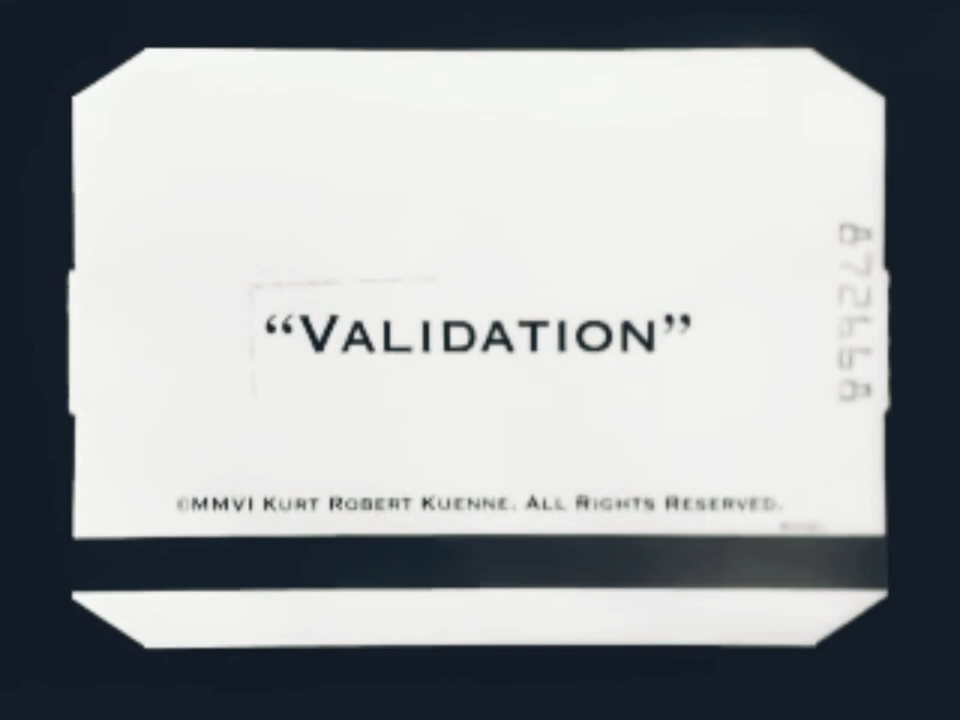 “VALIDATION”
©MMVI KURT ROBERT KUENNE. ALL RIGHTS RESERVED.